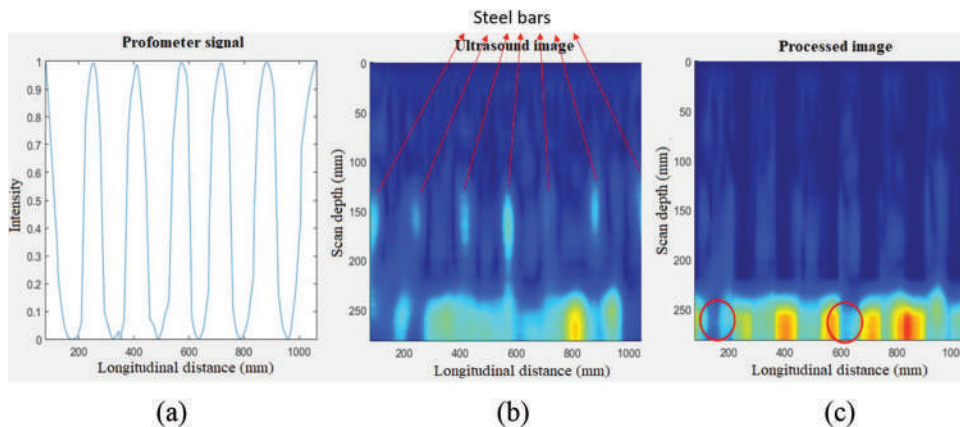 Steel bars
Profometer signal
Ultrasound image
Processed image
1
0.9
0.8
0.7
0.6
0.5
0.4
0.3
0.2
0.1
0
Intensity
200 400 600 800 1000
Longitudinal distance (mm)
0
50
100
150
200
250
Scan depth (mm)
200 400 600 800 1000
Longitudinal distance (mm)
0
50
100
150
200
250
Scan depth (mm)
200 400 600 800 1000
Longitudinal distance (mm)
(a) (b) (c)